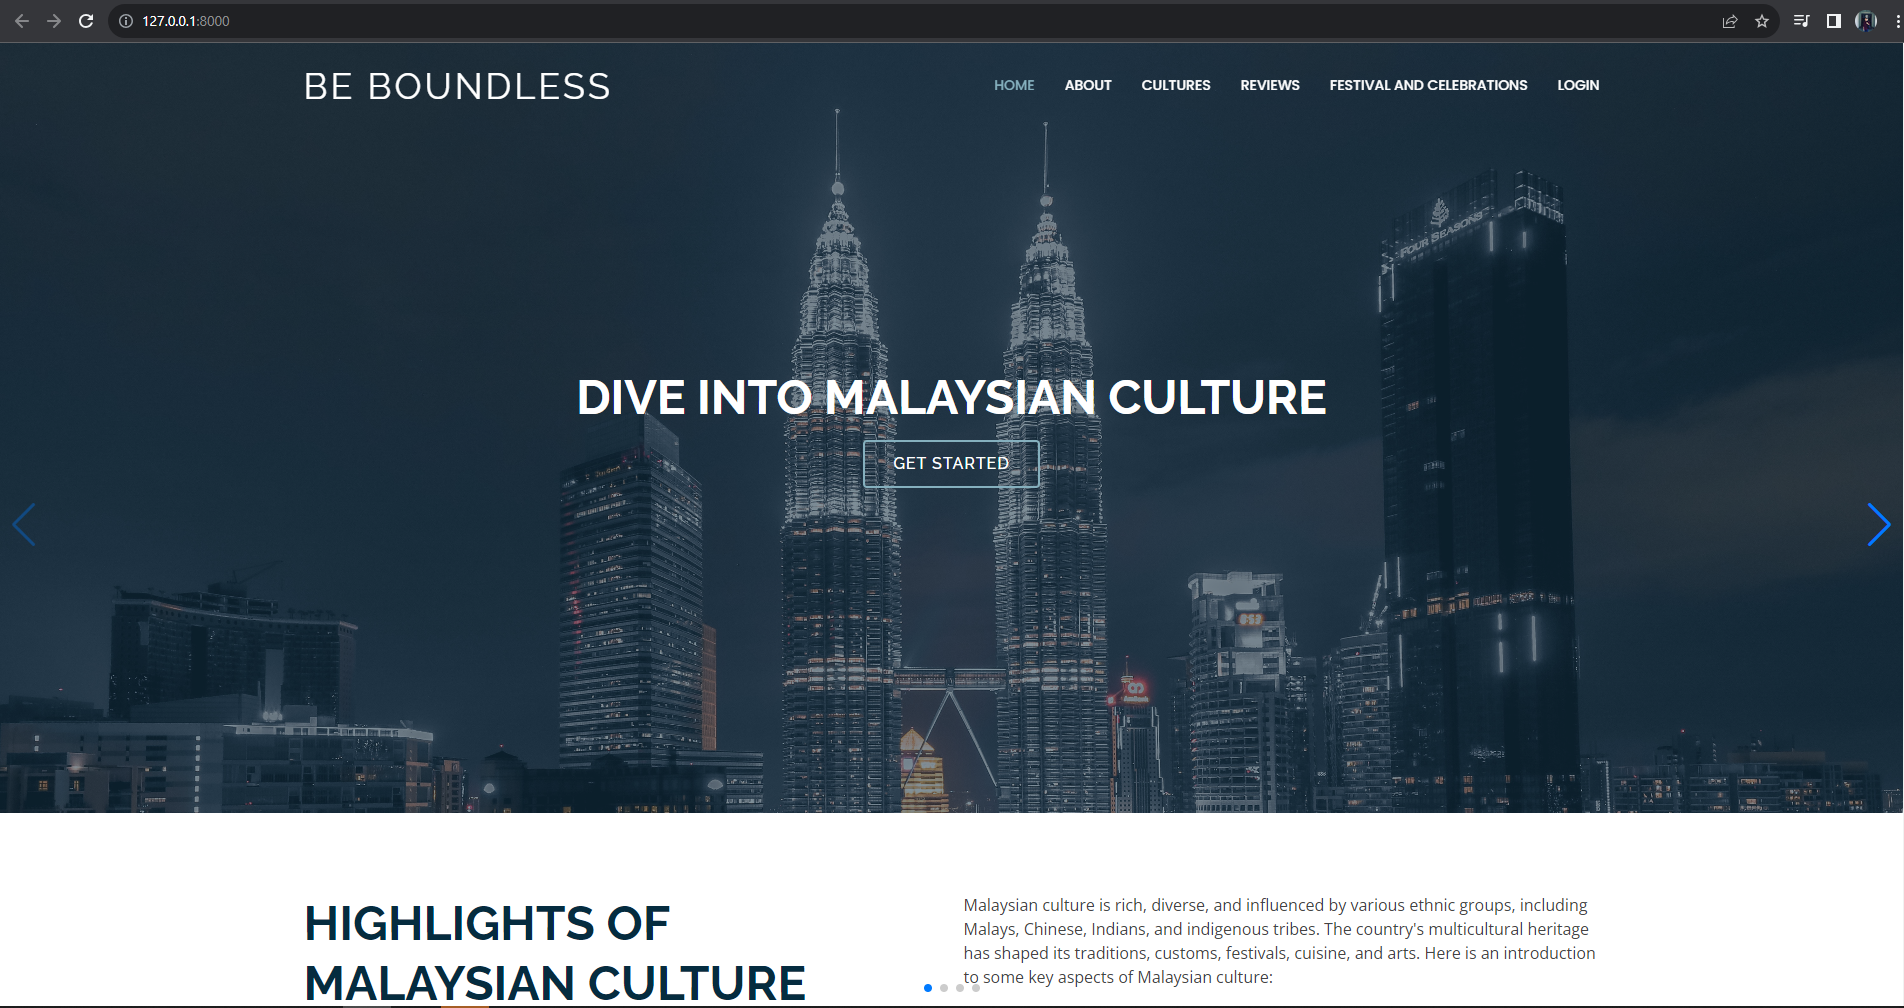 127.0.0.1:8000
BE BOUNDLESS
HOME ABOUT CULTURES REVIEWS FESTIVAL AND CELEBRATIONS LOGIN
FOUR SEASONS
DIVE INTO MALAYSIAN CULTURE
GET STARTED
HIGHLIGHTS OF
MALAYSIAN CULTURE
Malaysian culture is rich, diverse, and influenced by various ethnic groups, including
Malays, Chinese, Indians, and indigenous tribes. The country's multicultural heritage
has shaped its traditions, customs, festivals, cuisine, and arts. Here is an introduction
to some key aspects of Malaysian culture: